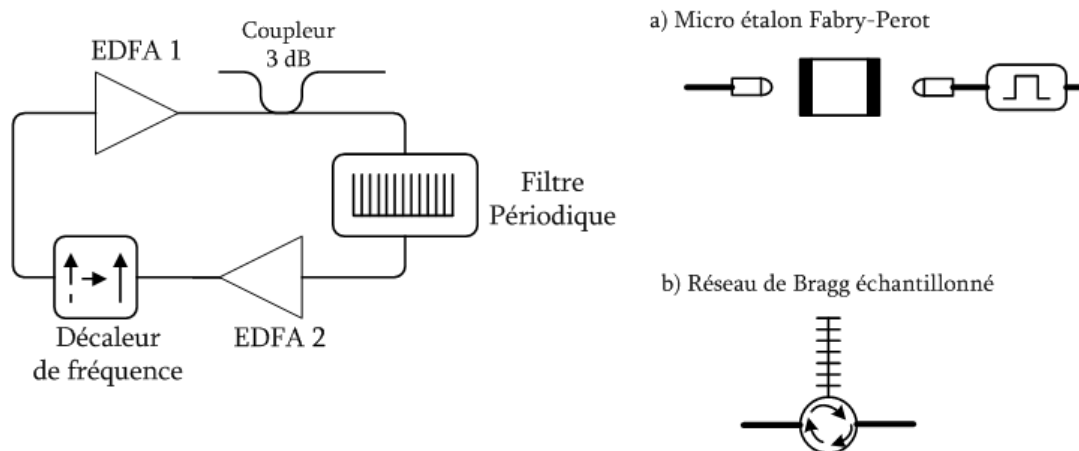 Coupleur
3 dB
EDFA 1
Filtre
Périodique
EDFA 2
Décaleur
de fréquence
a) Micro étalon Fabry-Perot
b) Réseau de Bragg échantillonné